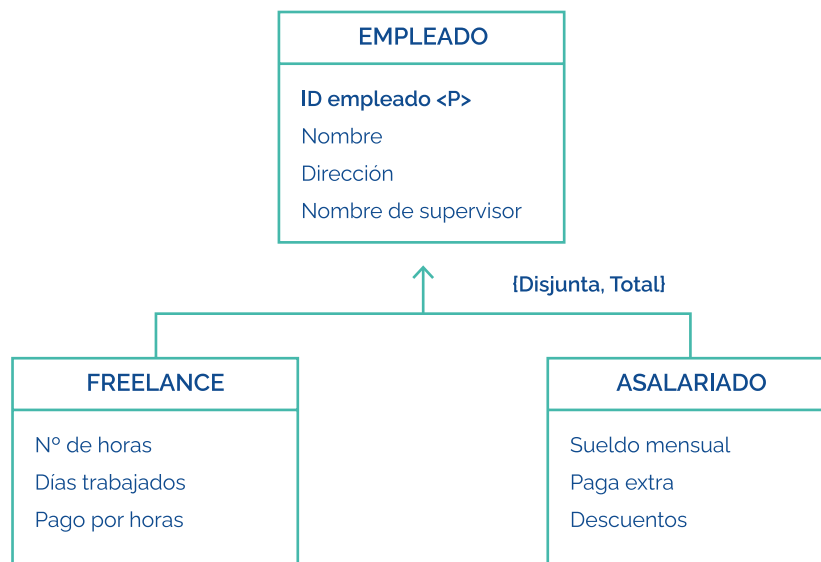 EMPLEADO
ID empleado <P>
Nombre
Dirección
Nombre de supervisor
{Disjunta, Total}
FREELANCE
Nº de horas
Días trabajados
Pago por horas
ASALARIADO
Sueldo mensual
Paga extra
Descuentos